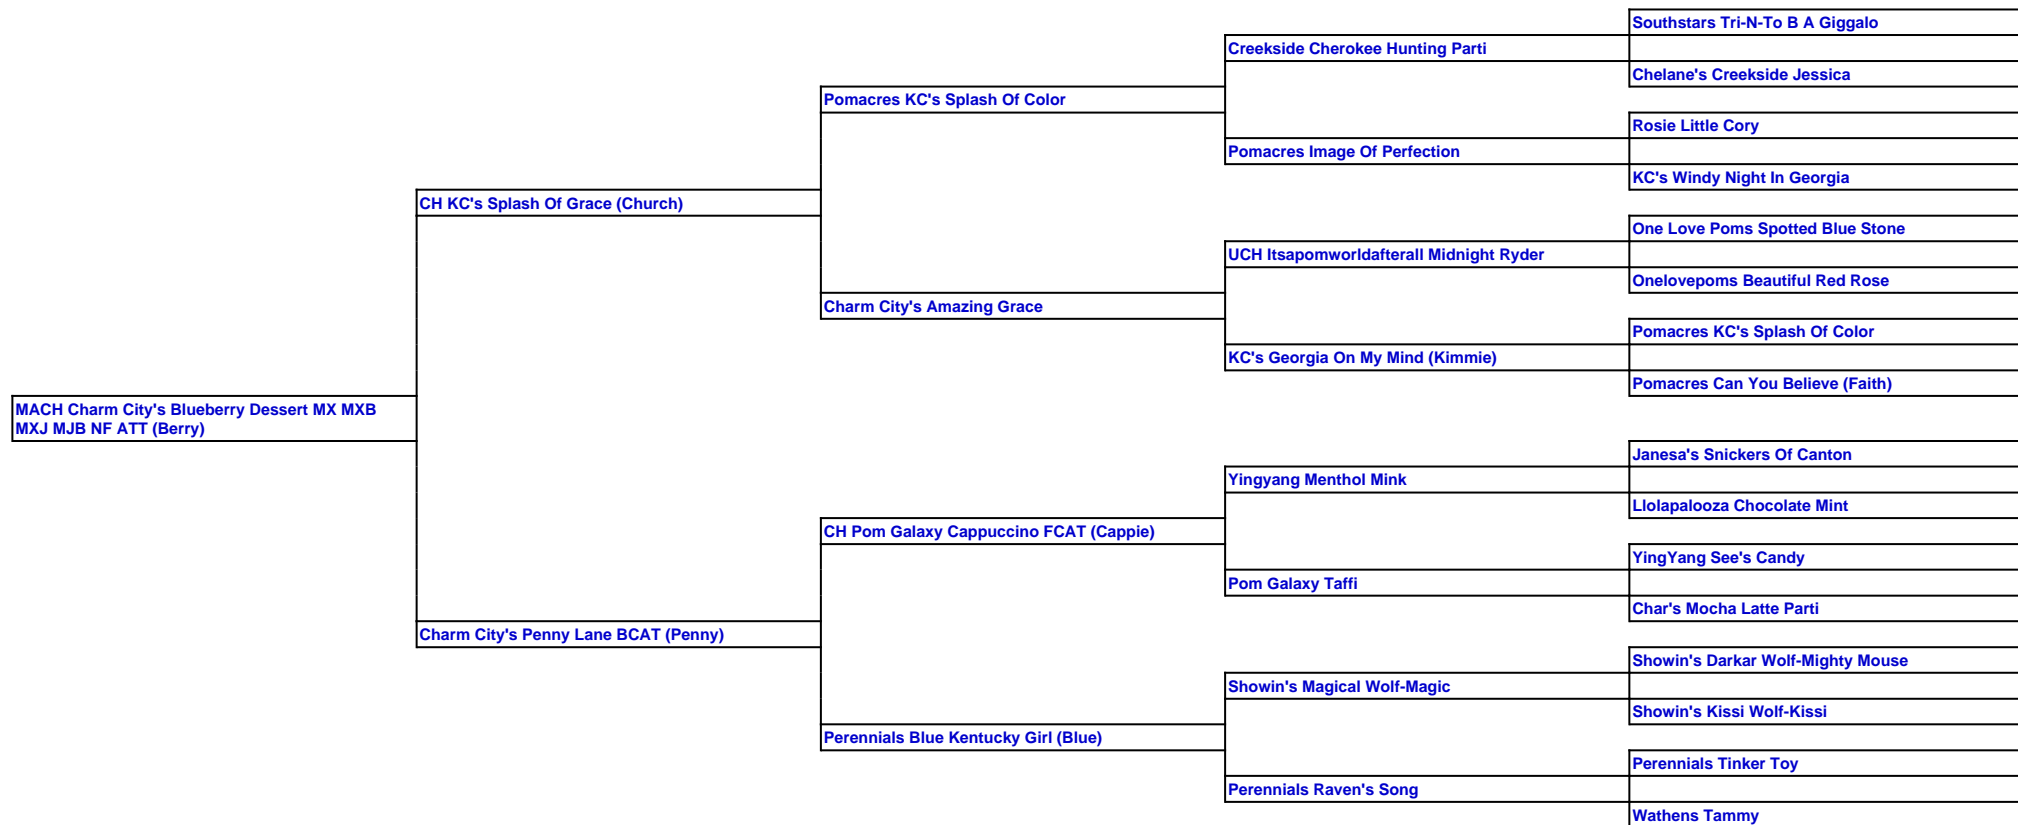 Southstars Tri-N-To B A Giggalo
Creekside Cherokee Hunting Parti
Chelane's Creekside Jessica
Pomacres KC's Splash Of Color
Rosie Little Cory
Pomacres Image Of Perfection
KC's Windy Night In Georgia
CH KC's Splash Of Grace (Church)
One Love Poms Spotted Blue Stone
UCH Itsapomworldafterall Midnight Ryder
Onelovepoms Beautiful Red Rose
Charm City's Amazing Grace
Pomacres KC's Splash Of Color
KC's Georgia On My Mind (Kimmie)
Pomacres Can You Believe (Faith)
MACH Charm City's Blueberry Dessert MX MXB
MXJ MJB NF ATT (Berry)
Janesa's Snickers Of Canton
Yingyang Menthol Mink
Llolapalooza Chocolate Mint
CH Pom Galaxy Cappuccino FCAT (Cappie)
YingYang See's Candy
Pom Galaxy Taffi
Char's Mocha Latte Parti
Charm City's Penny Lane BCAT (Penny)
Showin's Darkar Wolf-Mighty Mouse
Showin's Magical Wolf-Magic
Showin's Kissi Wolf-Kissi
Perennials Blue Kentucky Girl (Blue)
Perennials Tinker Toy
Perennials Raven's Song
Wathens Tammy